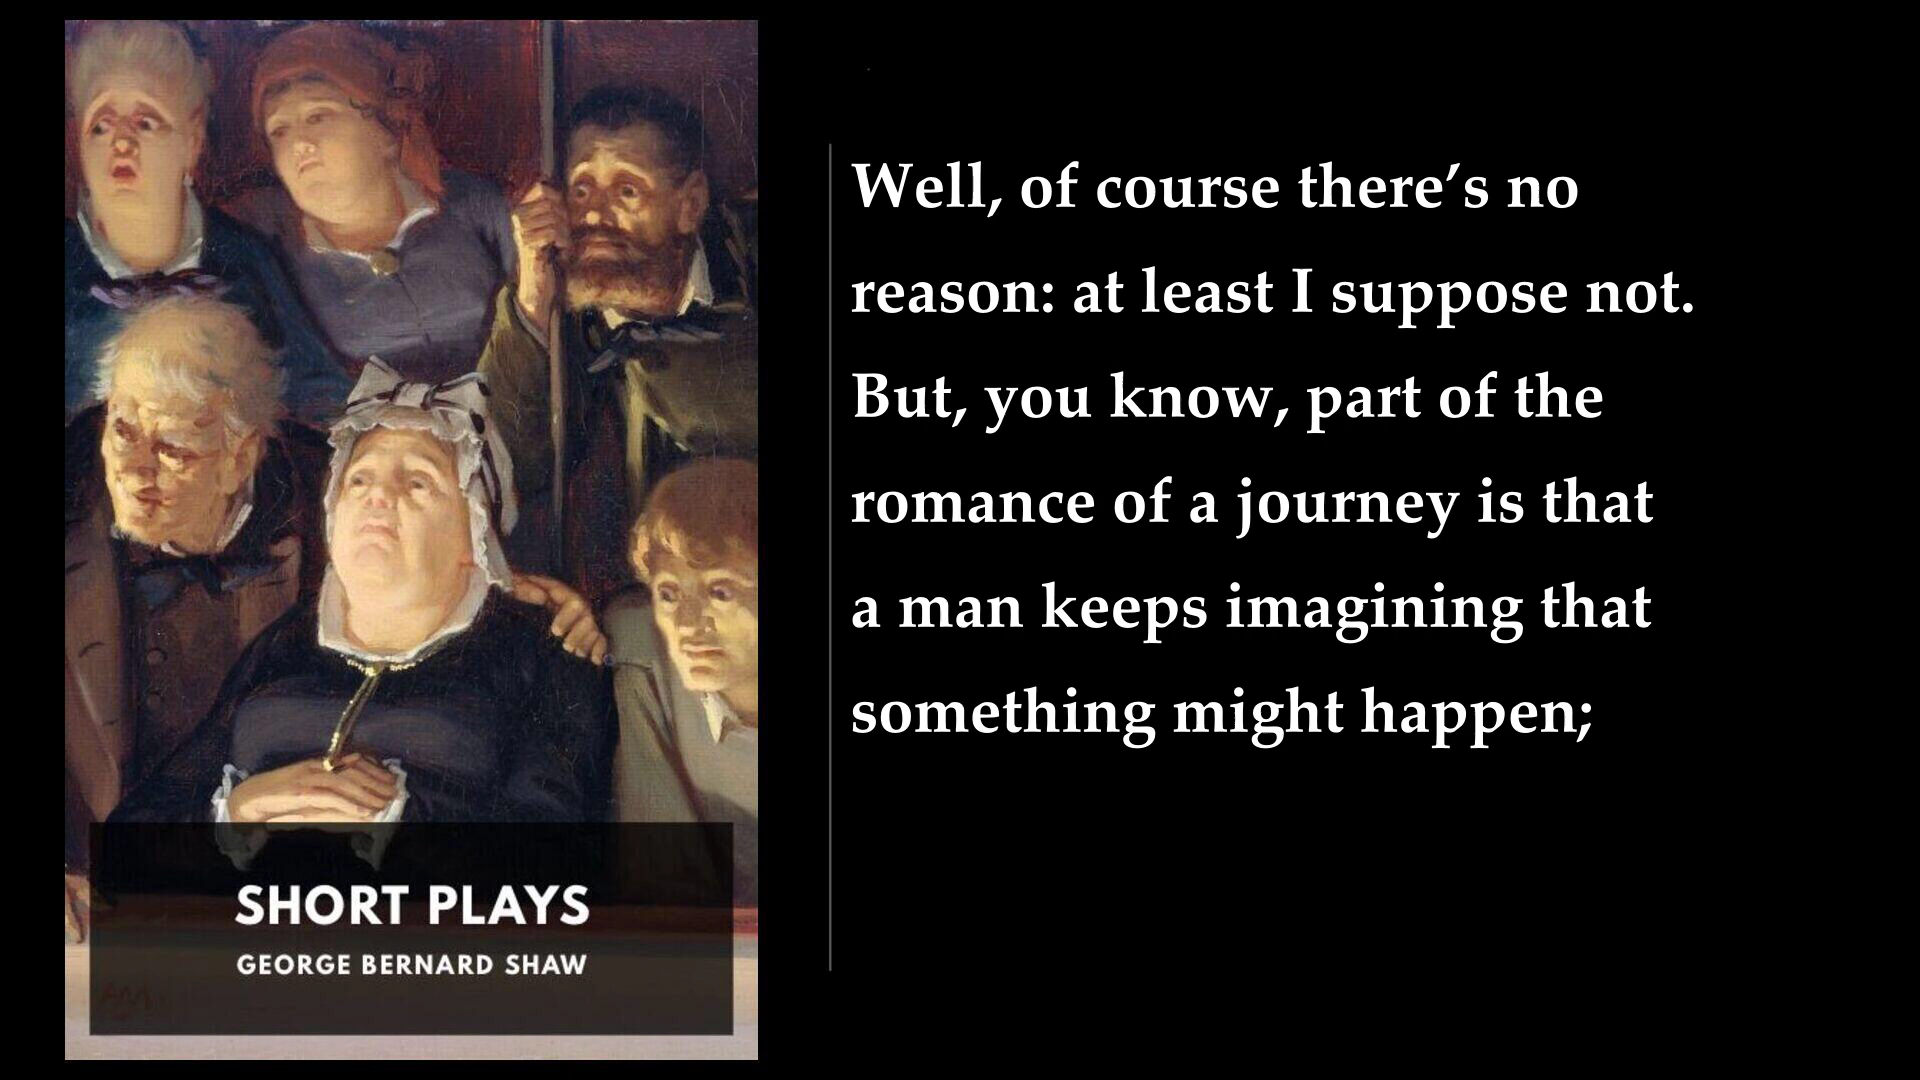 Well, of course there’s no
reason: at least I suppose not.
But, you know, part of the
romance of a journey is that
a man keeps imagining that
something might happen;
SHORT PLAYS
GEORGE BERNARD SHAW